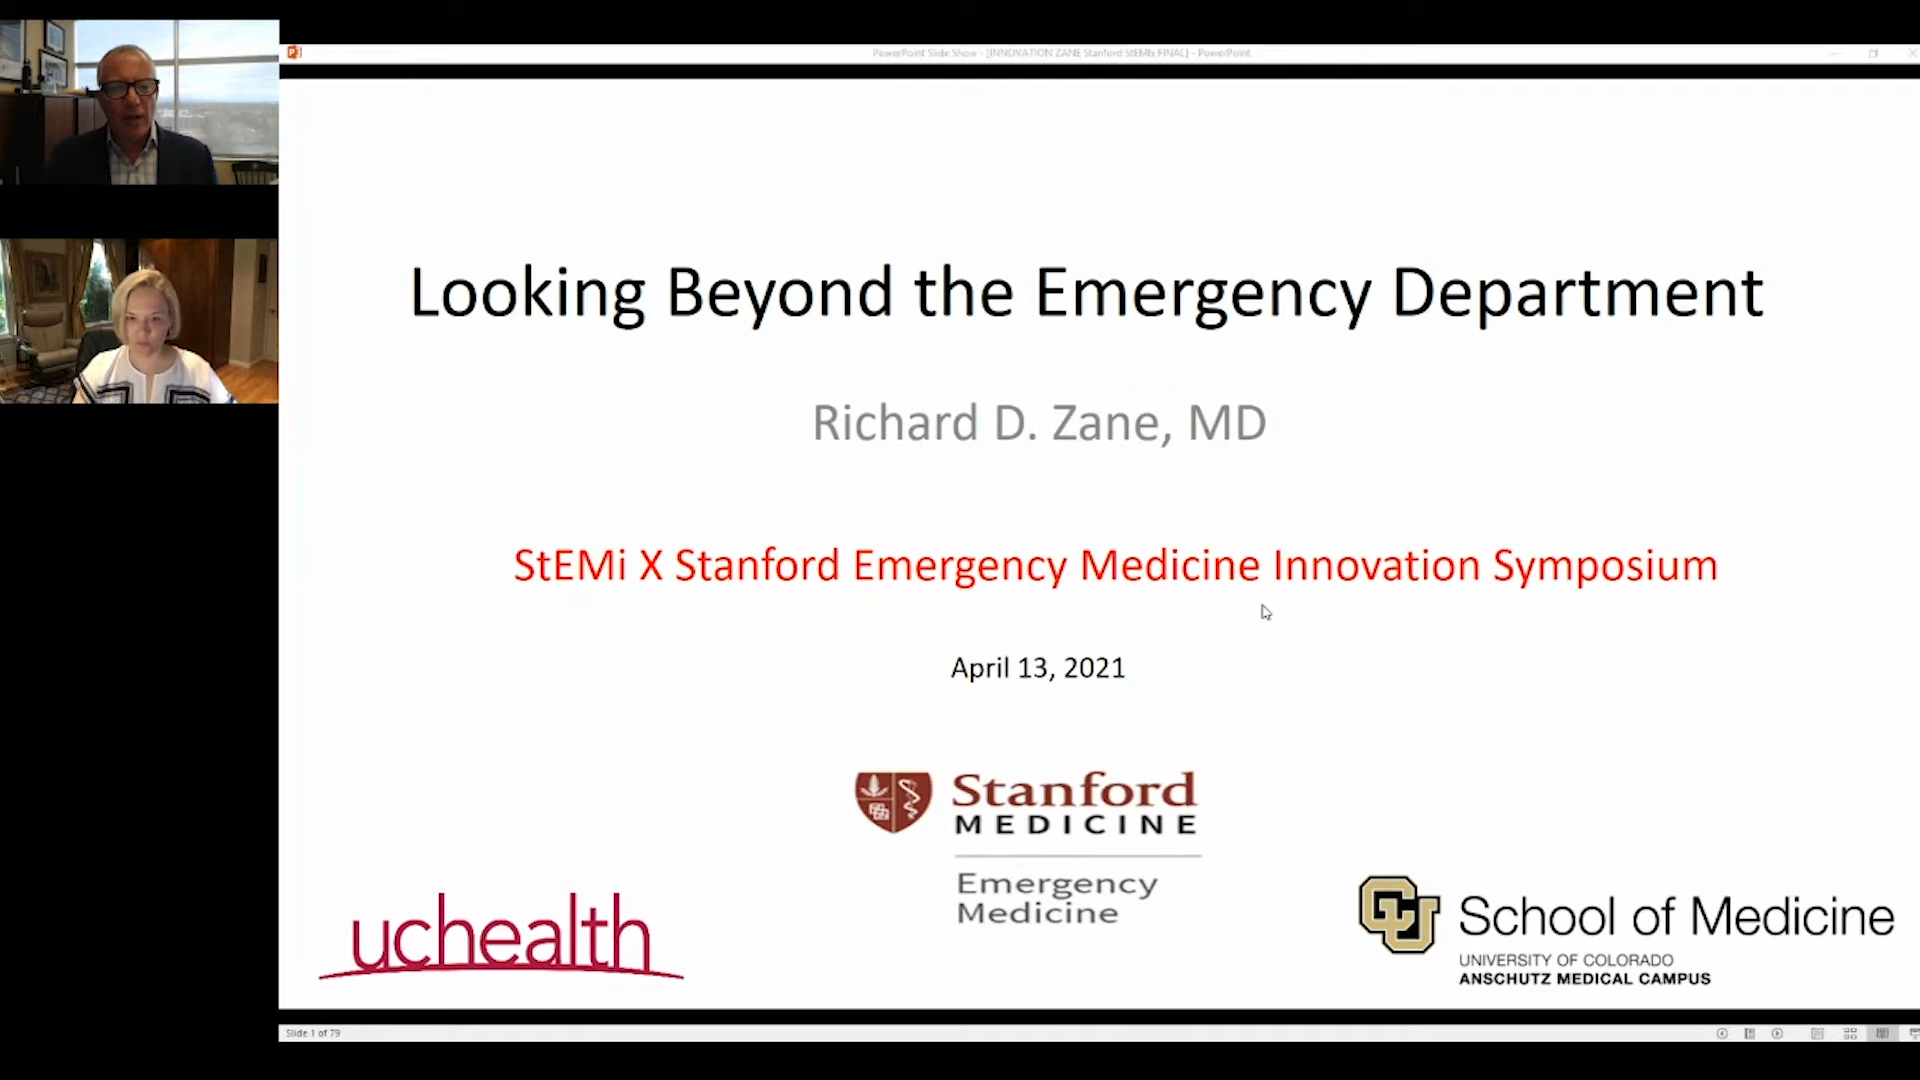 PowerPoint Slide Show - [INNOVATION ZANE Stanford StEMIx FINAL] - PowerPoint
Looking Beyond the Emergency Department
Richard D. Zane, MD
StEMi X Stanford Emergency Medicine Innovation Symposium
April 13, 2021
Stanford
MEDICINE
Emergency
Medicine
uchealth
CU
School of Medicine
UNIVERSITY OF COLORADO
ANSCHUTZ MEDICAL CAMPUS
Slide 1 of 79